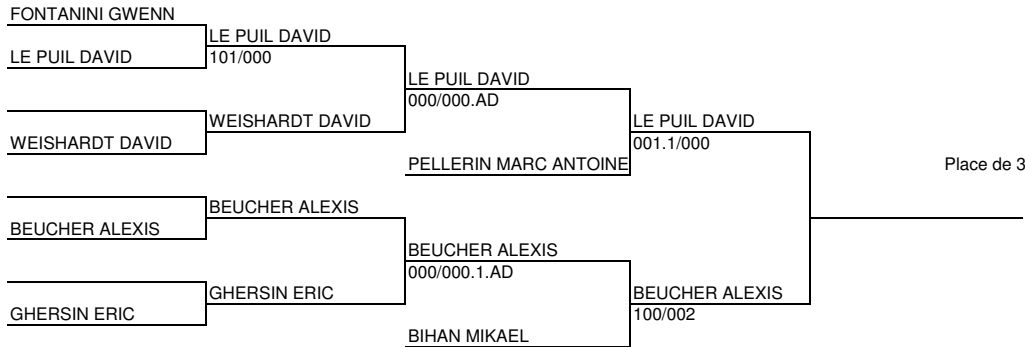 FONTANINI GWENN
LE PUIL DAVID
LE PUIL DAVID
101/000
LE PUIL DAVID
000/000.AD
WEISHARDT DAVID
LE PUIL DAVID
WEISHARDT DAVID
001.1/000
PELLERIN MARC ANTOINE
Place de 3
BEUCHER ALEXIS
BEUCHER ALEXIS
BEUCHER ALEXIS
000/000.1.AD
GHERSIN ERIC
BEUCHER ALEXIS
GHERSIN ERIC
100/002
BIHAN MIKAEL